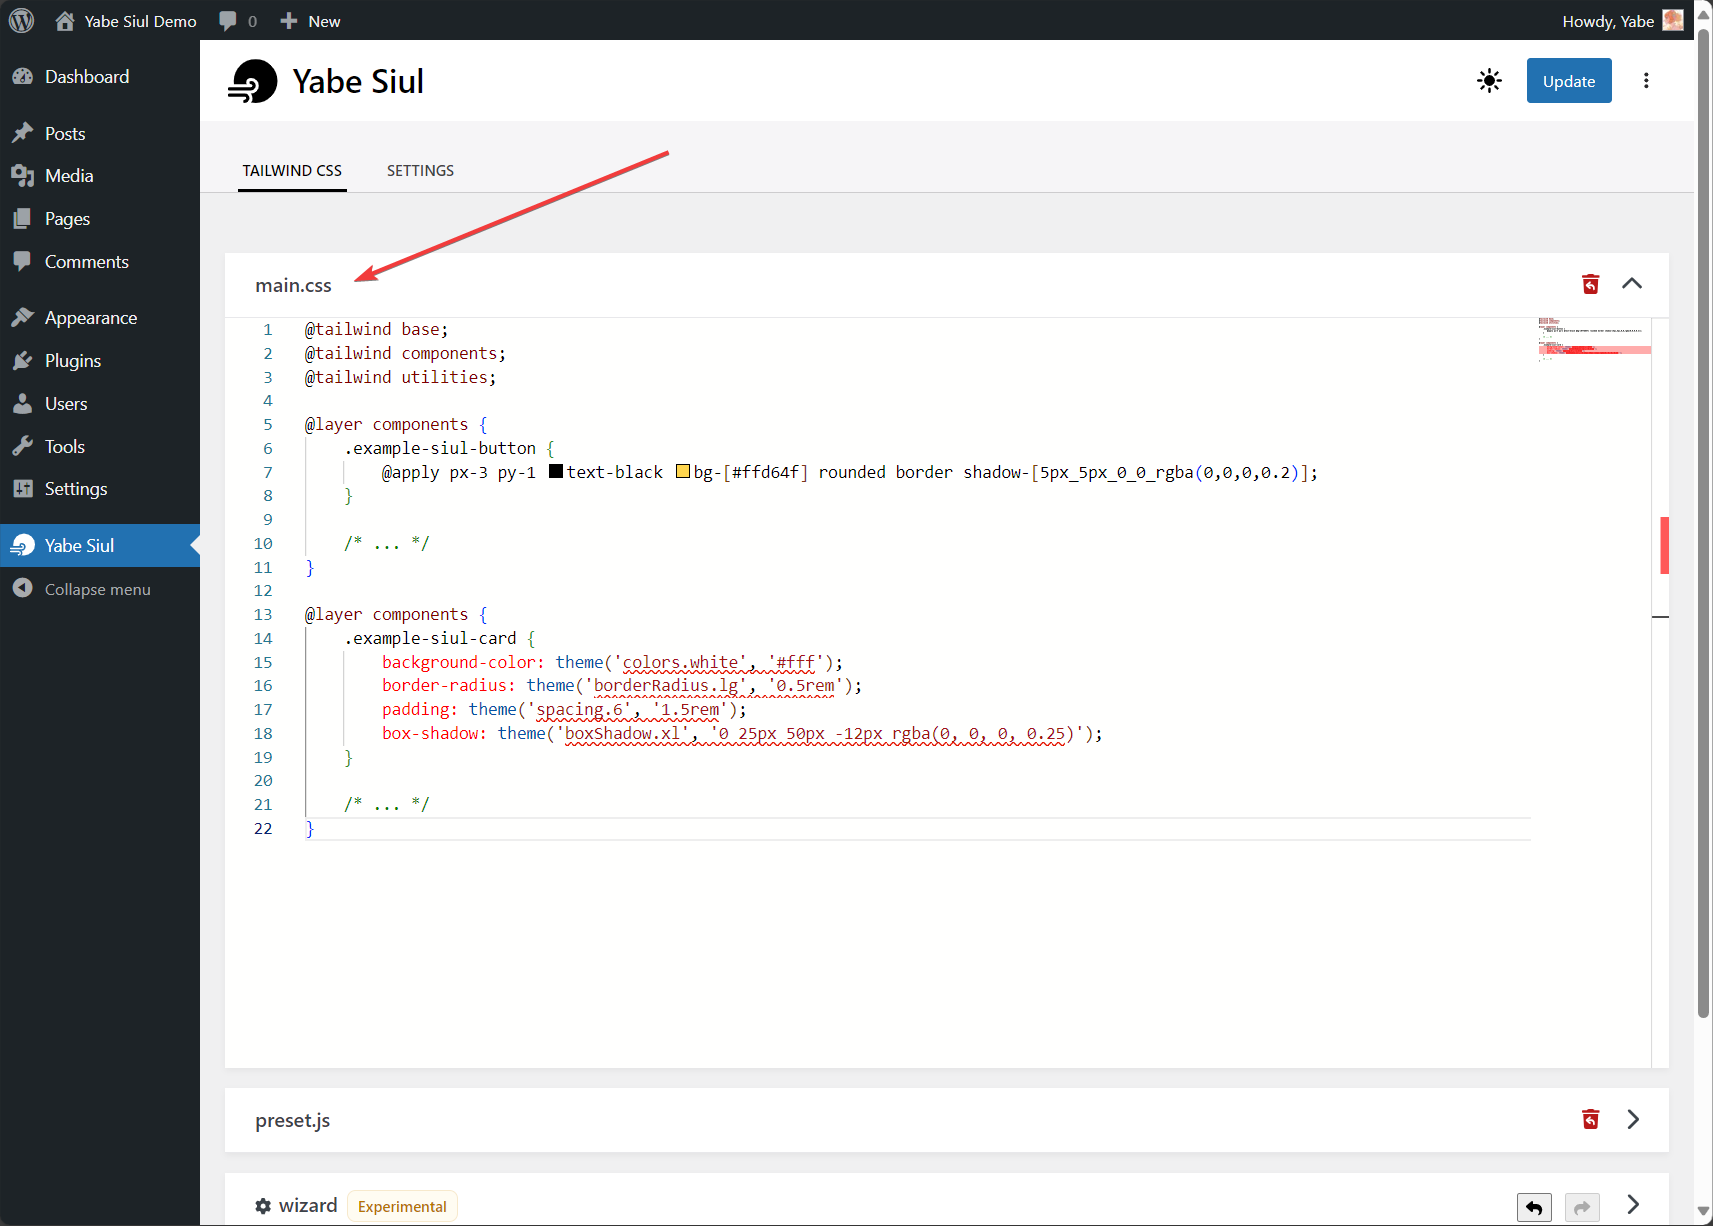 Yabe Siul Demo
0
New
Howdy, Yabe
Dashboard
Posts
Media
Pages
Comments
Appearance
Plugins
Users
Tools
Settings
Yabe Siul
Collapse menu
Yabe Siul
Update
TAILWIND CSS
SETTINGS
main.css
1 @tailwind base;
2 @tailwind components;
3 @tailwind utilities;
4
5 @layer components {
6 .example-siul-button {
7 @apply px-3 py-1 text-black bg-[#ffd64f] rounded border shadow-[5px_5px_0_0_rgba(0,0,0,0.2)];
8 }
9
10 /* ... */
11 }
12
13 @layer components {
14 .example-siul-card {
15 background-color: theme('colors.white', '#fff');
16 border-radius: theme('borderRadius.lg', '0.5rem');
17 padding: theme('spacing.6', '1.5rem');
18 box-shadow: theme('boxShadow.xl', '0 25px 50px -12px rgba(0, 0, 0, 0.25)');
19 }
20
21 /* ... */
22 }
preset.js
wizard
Experimental